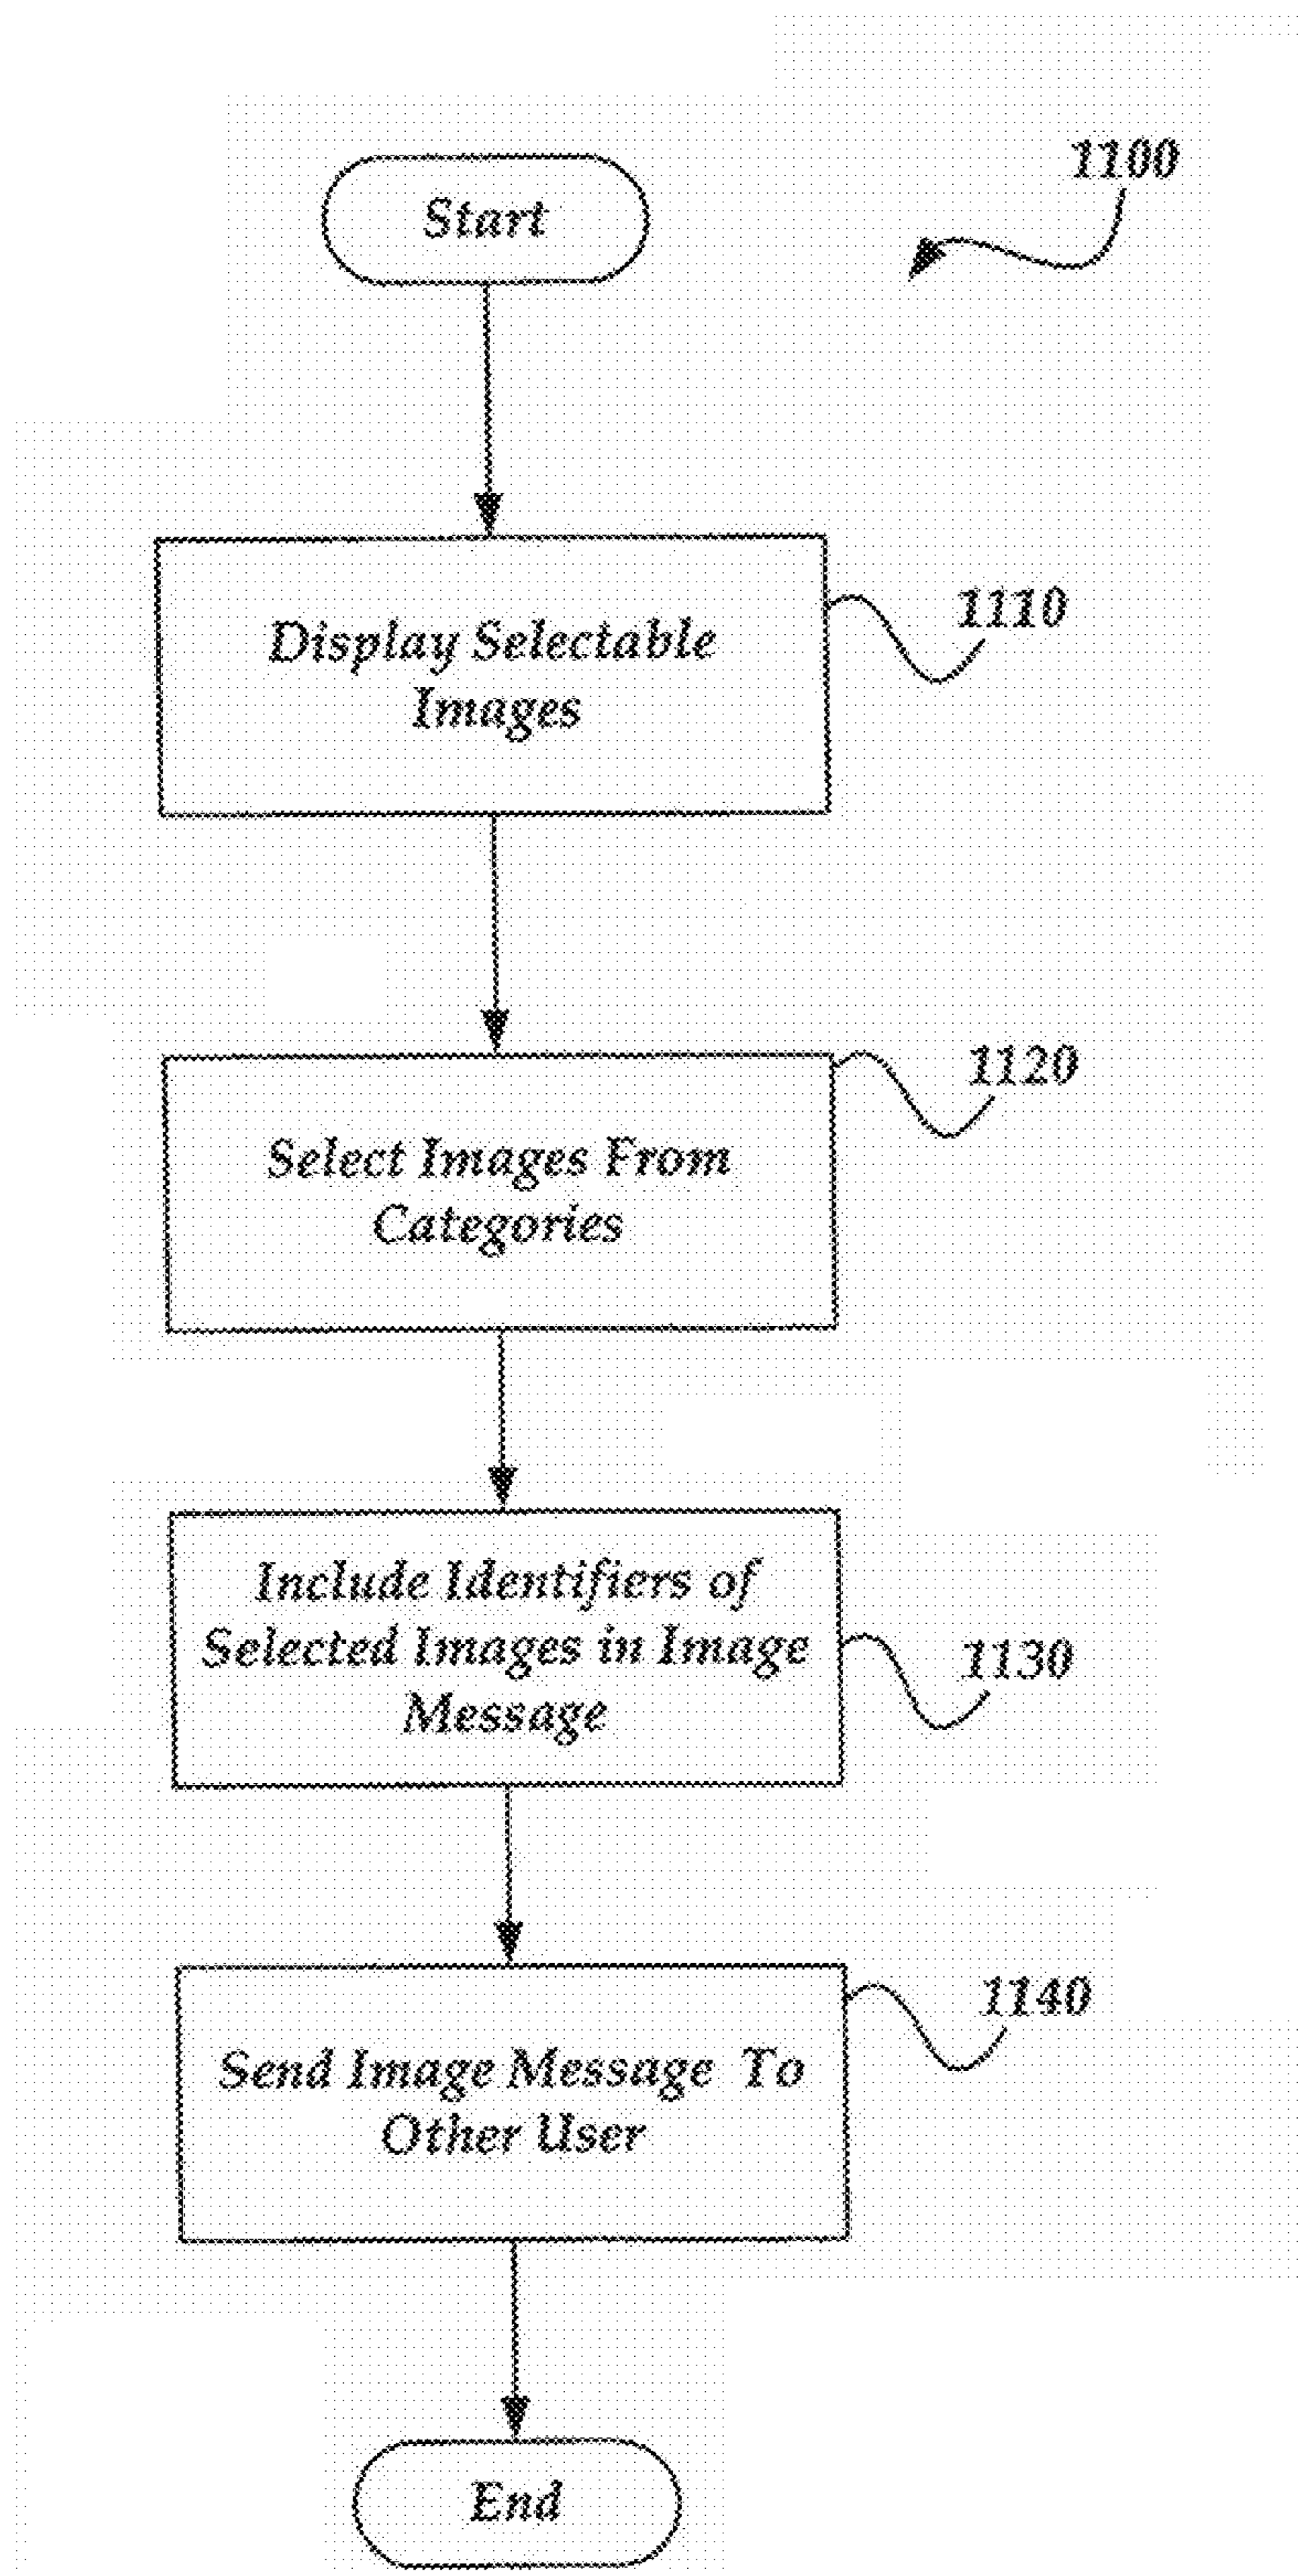 1100
Start
Display Selectable
Images
1110
Select Images From
Categories
1120
Include Identifiers of
Selected Images in Image
Message
1130
Send Image Message To
Other User
1140
End